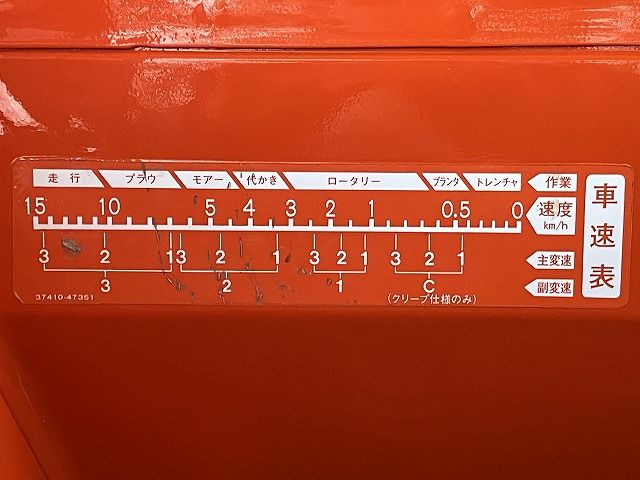 走行 プラウ モアー 代かき ロータリー プランタ トレンチャ 作業
15 10 5 4 3 2 1 0.5 0 速度 km/h
3 2 1 3 2 1 3 2 1 3 2 1 主変速
3 2 1 C 副変速
(クリープ仕様のみ)
37410-47351
車速表